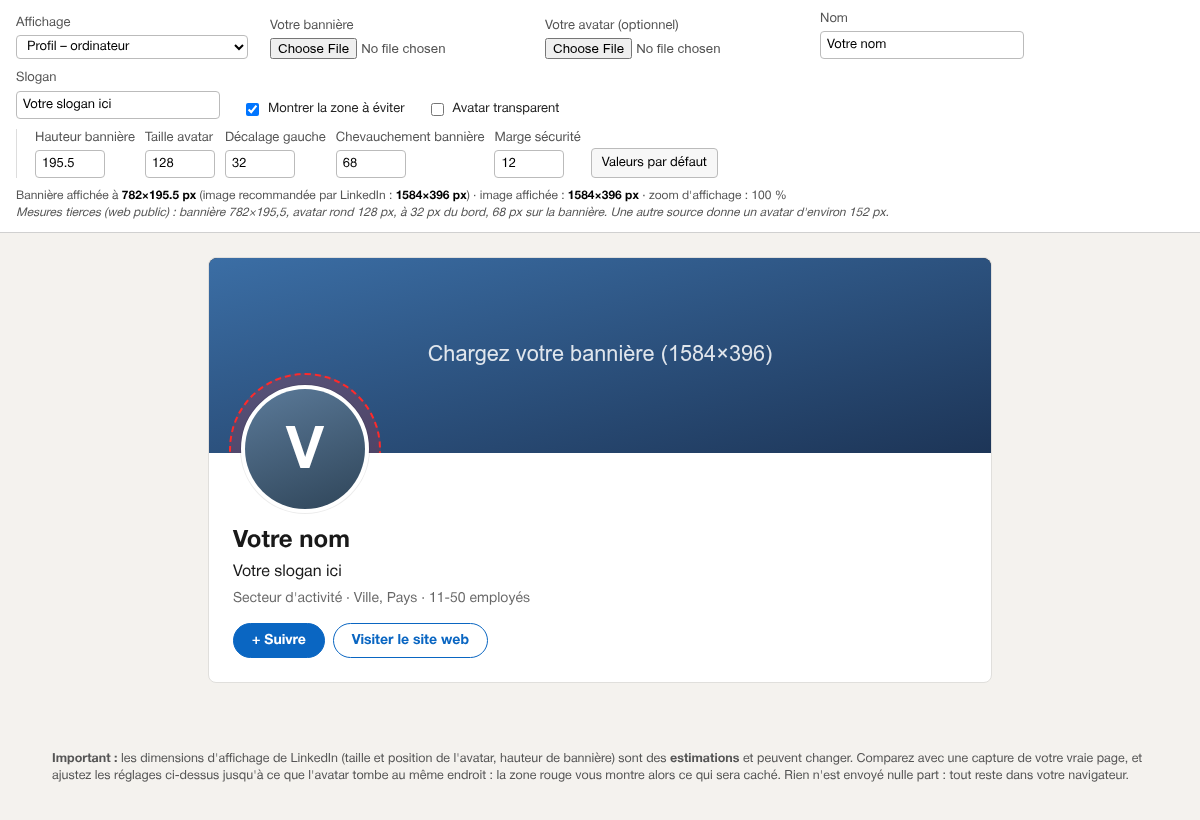 Affichage
Profil – ordinateur
Votre bannière
Choose File No file chosen
Votre avatar (optionnel)
Choose File No file chosen
Nom
Votre nom
Slogan
Votre slogan ici
Montrer la zone à éviter
Avatar transparent
Hauteur bannière
195.5
Taille avatar
128
Décalage gauche
32
Chevauchement bannière
68
Marge sécurité
12
Valeurs par défaut
Bannière affichée à 782×195.5 px (image recommandée par LinkedIn : 1584×396 px) · image affichée : 1584×396 px · zoom d'affichage : 100 %
Mesures tierces (web public) : bannière 782×195,5, avatar rond 128 px, à 32 px du bord, 68 px sur la bannière. Une autre source donne un avatar d'environ 152 px.
Chargez votre bannière (1584×396)
V
Votre nom
Votre slogan ici
Secteur d'activité · Ville, Pays · 11-50 employés
+ Suivre
Visiter le site web
Important : les dimensions d'affichage de LinkedIn (taille et position de l'avatar, hauteur de bannière) sont des estimations et peuvent changer. Comparez avec une capture de votre vraie page, et
ajustez les réglages ci-dessus jusqu'à ce que l'avatar tombe au même endroit : la zone rouge vous montre alors ce qui sera caché. Rien n'est envoyé nulle part : tout reste dans votre navigateur.